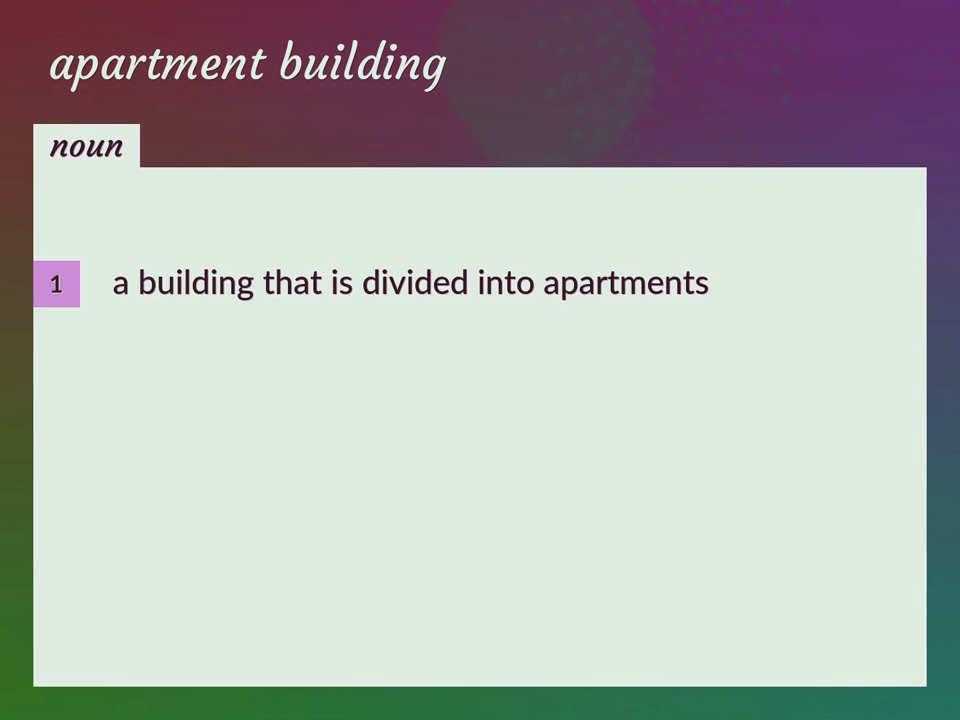 apartment building
noun
1 a building that is divided into apartments